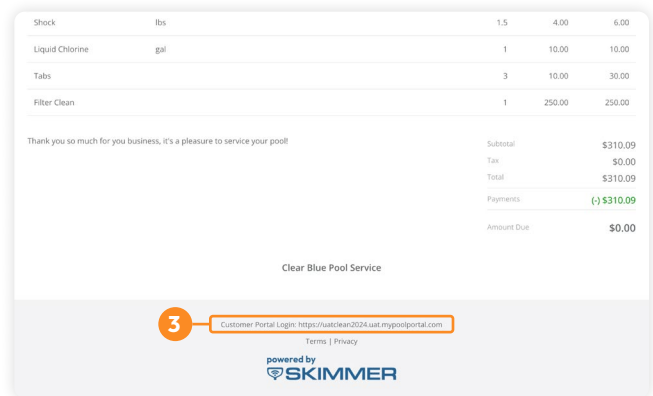 Shock lbs 1.5 4.00 6.00
Liquid Chlorine gal 1 10.00 10.00
Tabs 3 10.00 30.00
Filter Clean 1 250.00 250.00
Thank you so much for you business, it's a pleasure to service your pool!
Subtotal $310.09
Tax $0.00
Total $310.09
Payments (-) $310.09
Amount Due $0.00
Clear Blue Pool Service
3 Customer Portal Login: https://uatclean2024.uat.mypoolportal.com
Terms | Privacy
powered by
SKIMMER